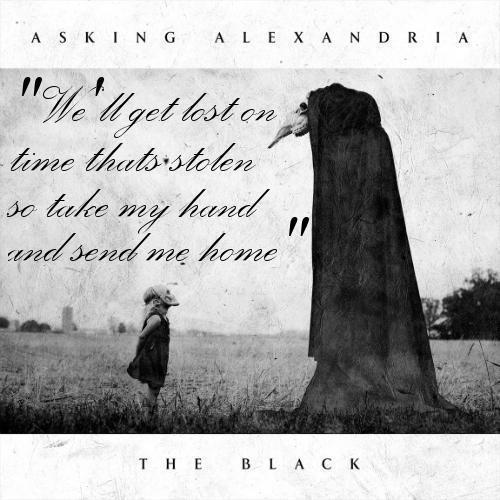 ASKING ALEXANDRIA
"We'll get lost on
time thats stolen
so take my hand
and send me home"
THE BLACK